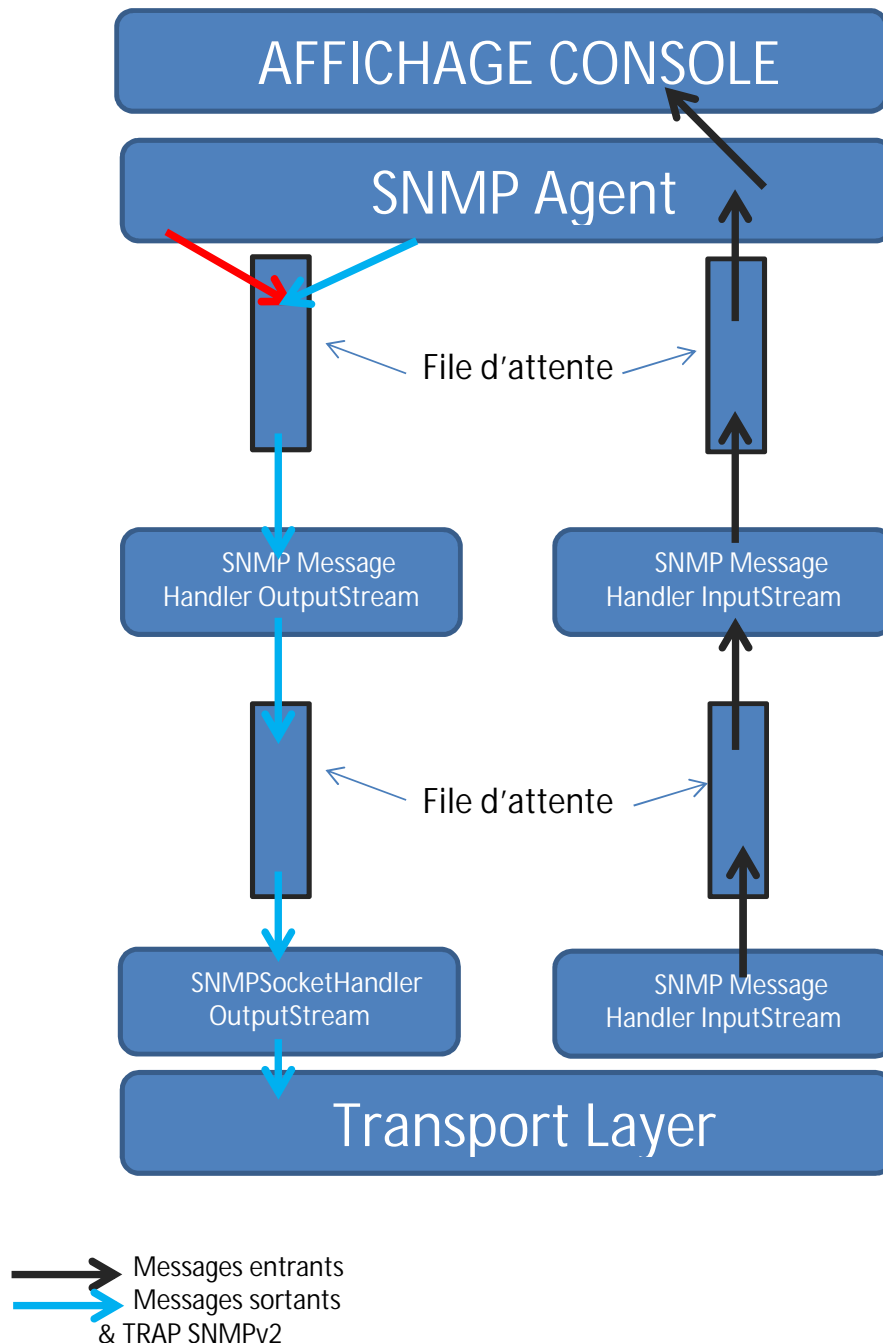 AFFICHAGE CONSOLE
SNMP Agent
File d'attente
SNMP Message
Handler OutputStream
SNMP Message
Handler InputStream
File d'attente
SNMPSocketHandler
OutputStream
SNMP Message
Handler InputStream
Transport Layer
Messages entrants
Messages sortants
& TRAP SNMPv2